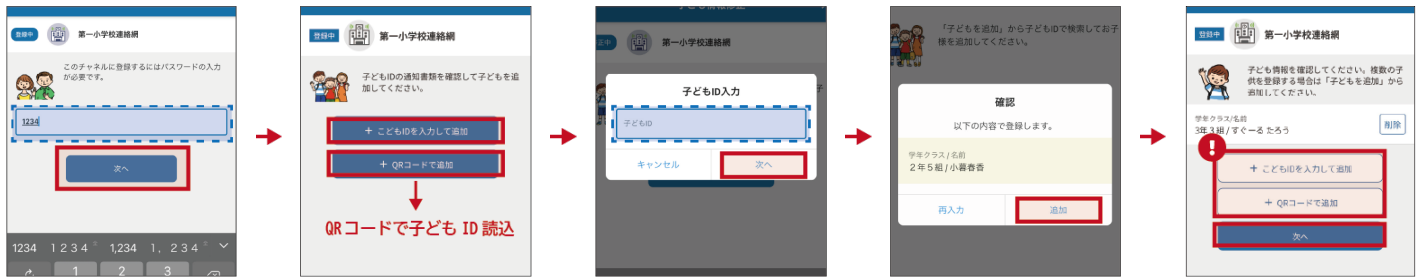 登録中 第一小学校連絡網
このチャネルに登録するにはパスワードの入力
が必要です。
1234
次へ
1234 1 2 3 4 1,234 1, 2 3 4
1 2 3
登録中 第一小学校連絡網
子どもIDの通知書類を確認して子どもを追
加してください。
+ こどもIDを入力して追加
+ QRコードで追加
QRコードで子ども ID 読込
第一小学校連絡網
子どもID入力
子どもID
キャンセル 次へ
「子どもを追加」から子どもIDで検索してお子
様を追加してください。
確認
以下の内容で登録します。
学年クラス / 名前
2年5組 / 小暮春香
再入力 追加
登録中 第一小学校連絡網
子ども情報を確認してください。複数の子
供を登録する場合は「子どもを追加」から
追加してください。
学年クラス/名前
3年3組 / すぐーる たろう 削除
!
+ こどもIDを入力して追加
+ QRコードで追加
次へ